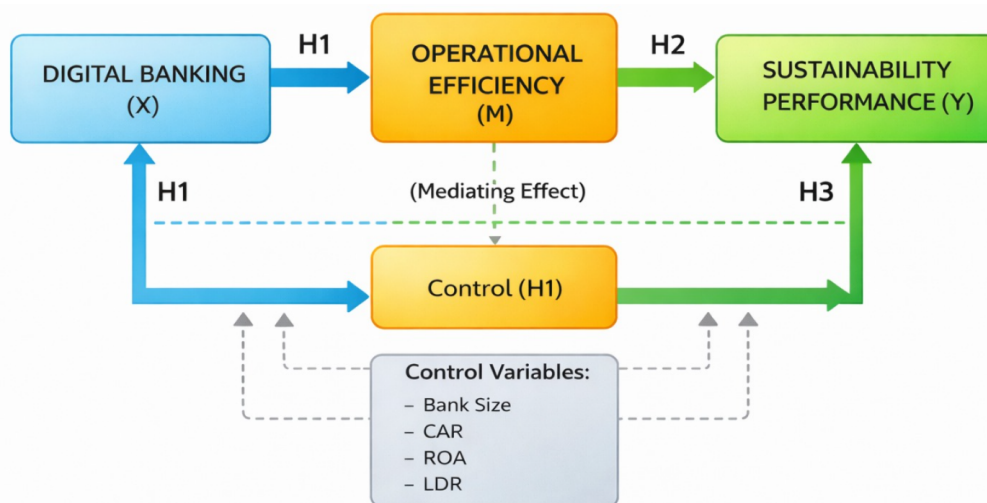 H1
H2
DIGITAL BANKING
(X)
OPERATIONAL
EFFICIENCY
(M)
SUSTAINABILITY
PERFORMANCE (Y)
H1
(Mediating Effect)
H3
Control (H1)
Control Variables:
– Bank Size
– CAR
– ROA
– LDR